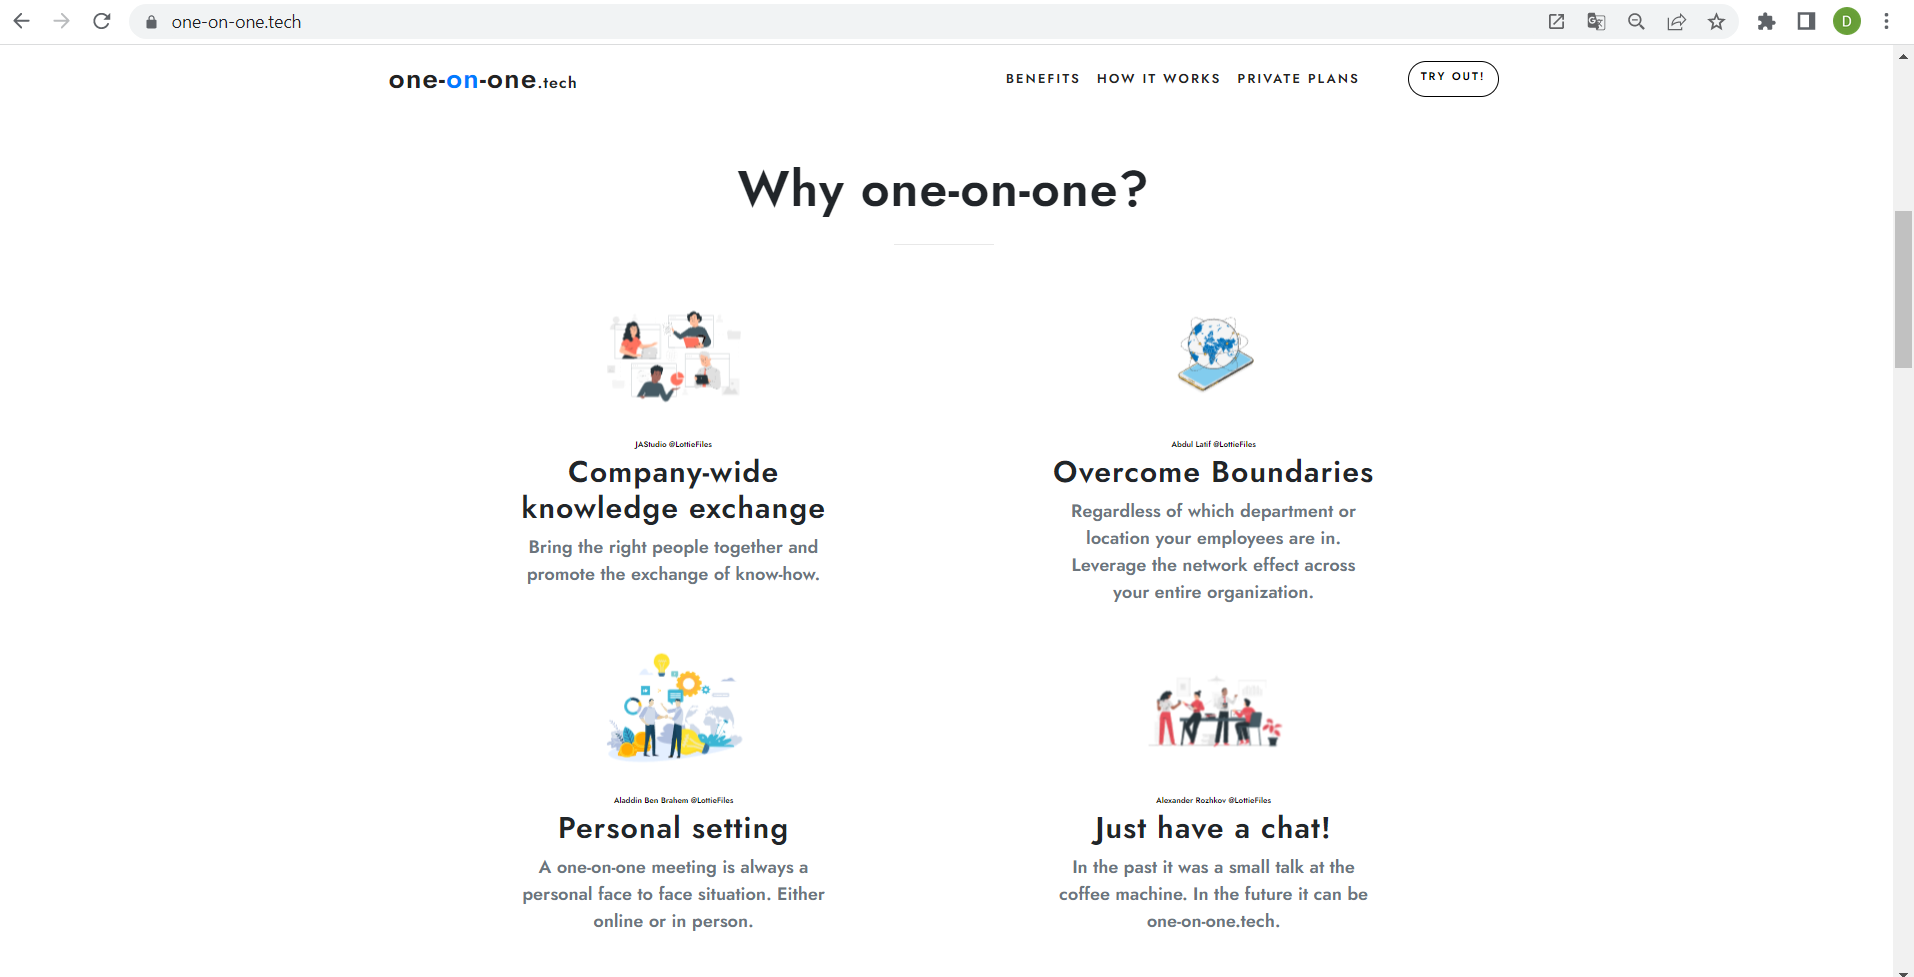 one-on-one.tech
D
one-on-one.tech
BENEFITS HOW IT WORKS PRIVATE PLANS TRY OUT!
Why one-on-one?
JAStudio @LottieFiles
Company-wide
knowledge exchange
Bring the right people together and
promote the exchange of know-how.
Abdul Latif @LottieFiles
Overcome Boundaries
Regardless of which department or
location your employees are in.
Leverage the network effect across
your entire organization.
Aladdin Ben Brahem @LottieFiles
Personal setting
A one-on-one meeting is always a
personal face to face situation. Either
online or in person.
Alexander Rozhkov @LottieFiles
Just have a chat!
In the past it was a small talk at the
coffee machine. In the future it can be
one-on-one.tech.